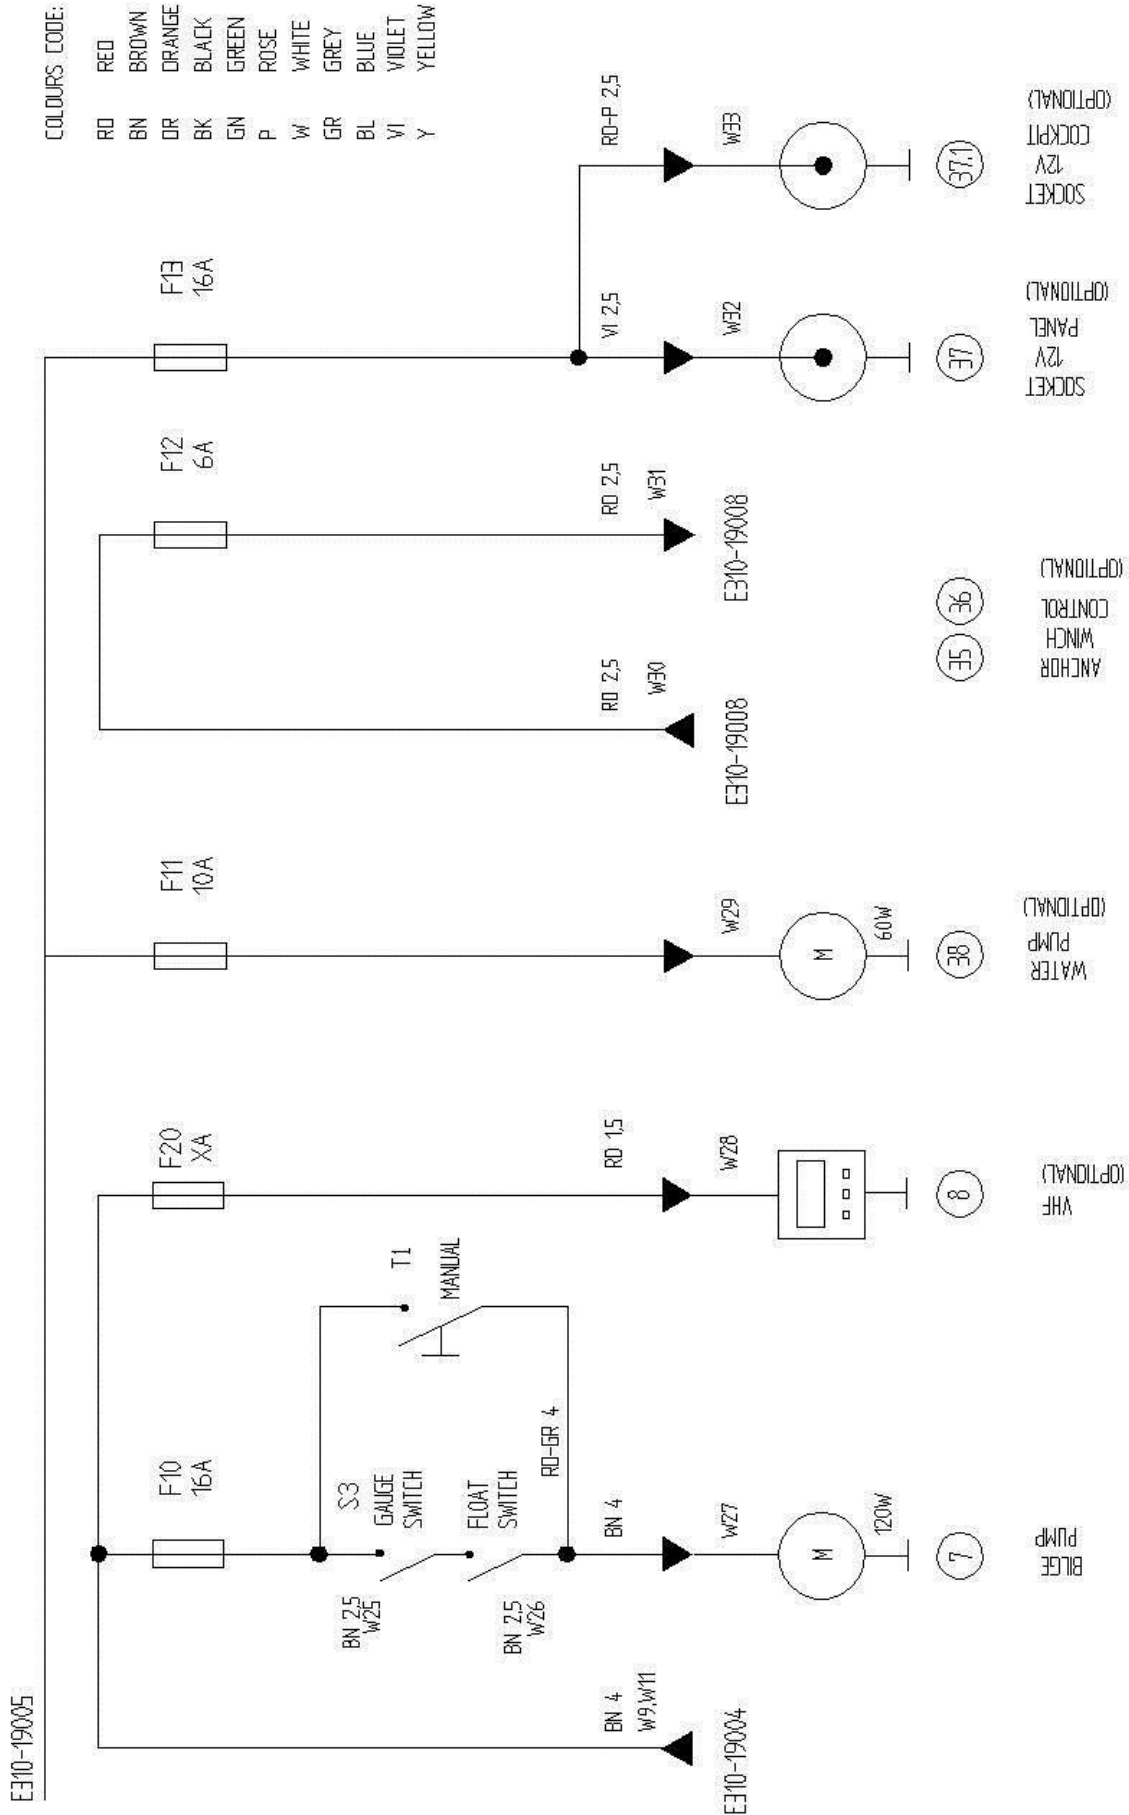 E310-19005
COLOURS CODE:
RD RED
BN BROWN
OR ORANGE
BK BLACK
GN GREEN
P ROSE
W WHITE
GR GREY
BL BLUE
VI VIOLET
Y YELLOW
F10
16A
F20
XA
F11
10A
F12
6A
F13
16A
S3
GAUGE
SWITCH
T1
MANUAL
BN 2,5
W25
FLOAT
SWITCH
BN 2,5
W26
RD-GR 4
BN 4
W9,W11
E310-19004
BN 4
W27
M
120W
7
BILGE
PUMP
RD 1,5
W28
8
VHF
(OPTIONAL)
W29
M
60W
38
WATER
PUMP
(OPTIONAL)
RD 2,5
W30
E310-19008
RD 2,5
W31
E310-19008
35
36
ANCHOR
WINCH
CONTROL
(OPTIONAL)
VI 2,5
W32
37
SOCKET
12V
PANEL
(OPTIONAL)
RD-P 2,5
W33
37.1
SOCKET
12V
COCKPIT
(OPTIONAL)